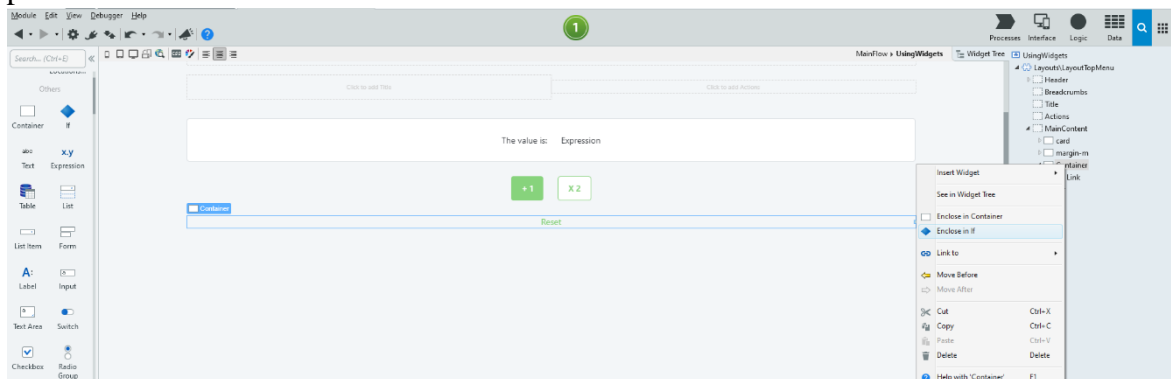 Module Edit View Debugger Help
1
Processes Interface Logic Data
Search... (Ctrl+E)
MainFlow ▸ UsingWidgets
Widget Tree
UsingWidgets
Layouts\LayoutTopMenu
Header
Breadcrumbs
Title
Actions
MainContent
card
margin-m
ntainer
Link
Others
Container If
abc x.y
Text Expression
Table List
List Item Form
A:
Label Input
Text Area Switch
Checkbox Radio
Group
Click to add Title
Click to add Actions
The value is: Expression
+ 1 X 2
Container
Reset
Insert Widget
See in Widget Tree
Enclose in Container
Enclose in If
Link to
Move Before
Move After
Cut Ctrl+X
Copy Ctrl+C
Paste Ctrl+V
Delete Delete
Help with 'Container' F1